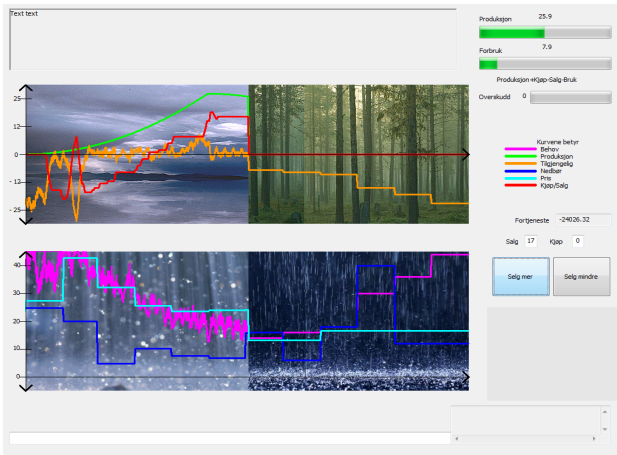 Text text
Produksjon 25.9
Forbruk 7.9
Produksjon+Kjøp-Salg-Bruk
Overskudd 0
25
12
0
-12
-25
Kurvene betyr
Behov
Produksjon
Tilgjengelig
Nedbør
Pris
Kjøp/Salg
Fortjeneste -24026.32
Salg 17 Kjøp 0
Selg mer Selg mindre
40
30
20
10
0